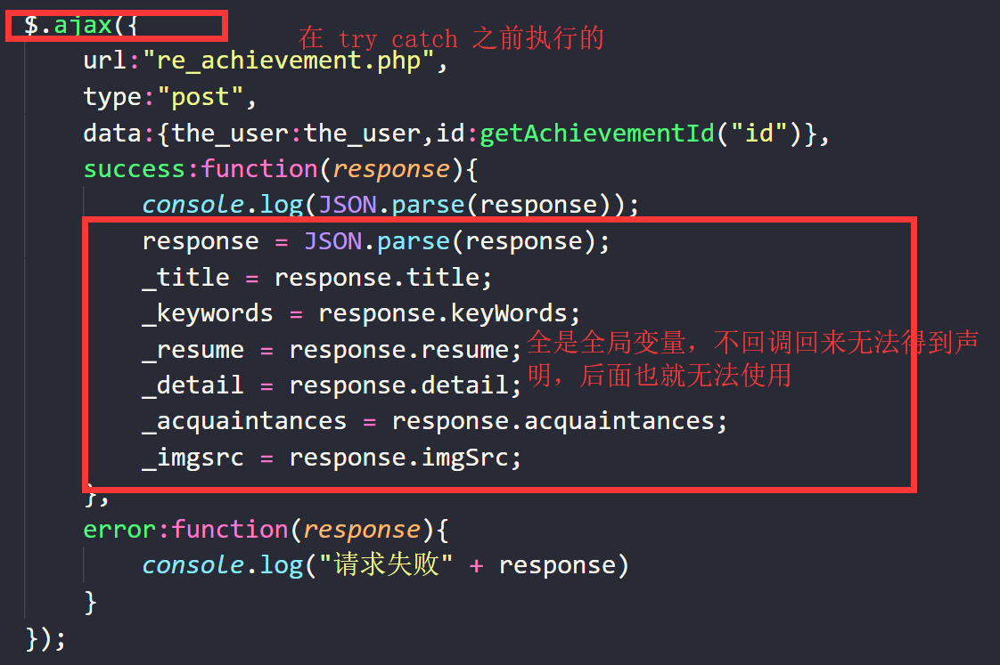 $.ajax({
在 try catch 之前执行的
url:"re_achievement.php",
type:"post",
data:{the_user:the_user,id:getAchievementId("id")},
success:function(response){
console.log(JSON.parse(response));
response = JSON.parse(response);
_title = response.title;
_keywords = response.keyWords;
_resume = response.resume;
全是全局变量，不回调回来无法得到声
明，后面也就无法使用
_detail = response.detail;
_acquaintances = response.acquaintances;
_imgsrc = response.imgSrc;
},
error:function(response){
console.log("请求失败" + response)
}
});